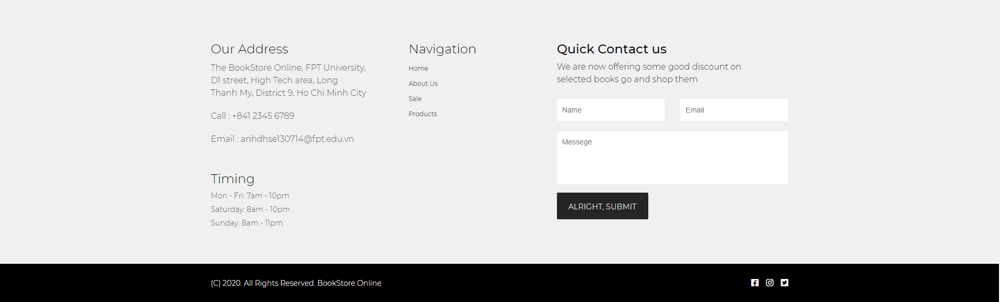 Our Address
The BookStore Online, FPT University,
D1 street, High Tech area, Long
Thanh My, District 9, Ho Chi Minh City
Call : +841 2345 6789
Email : anhdhse130714@fpt.edu.vn
Timing
Mon - Fri: 7am - 10pm
Saturday: 8am - 10pm
Sunday: 8am - 11pm
Navigation
Home
About Us
Sale
Products
Quick Contact us
We are now offering some good discount on
selected books go and shop them
Name
Email
Messege
ALRIGHT, SUBMIT
(C) 2020. All Rights Reserved. BookStore Online